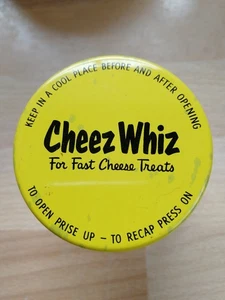 KEEP IN A COOL PLACE BEFORE AND AFTER OPENING
Cheez Whiz
For Fast Cheese Treats
TO OPEN PRISE UP – TO RECAP PRESS ON